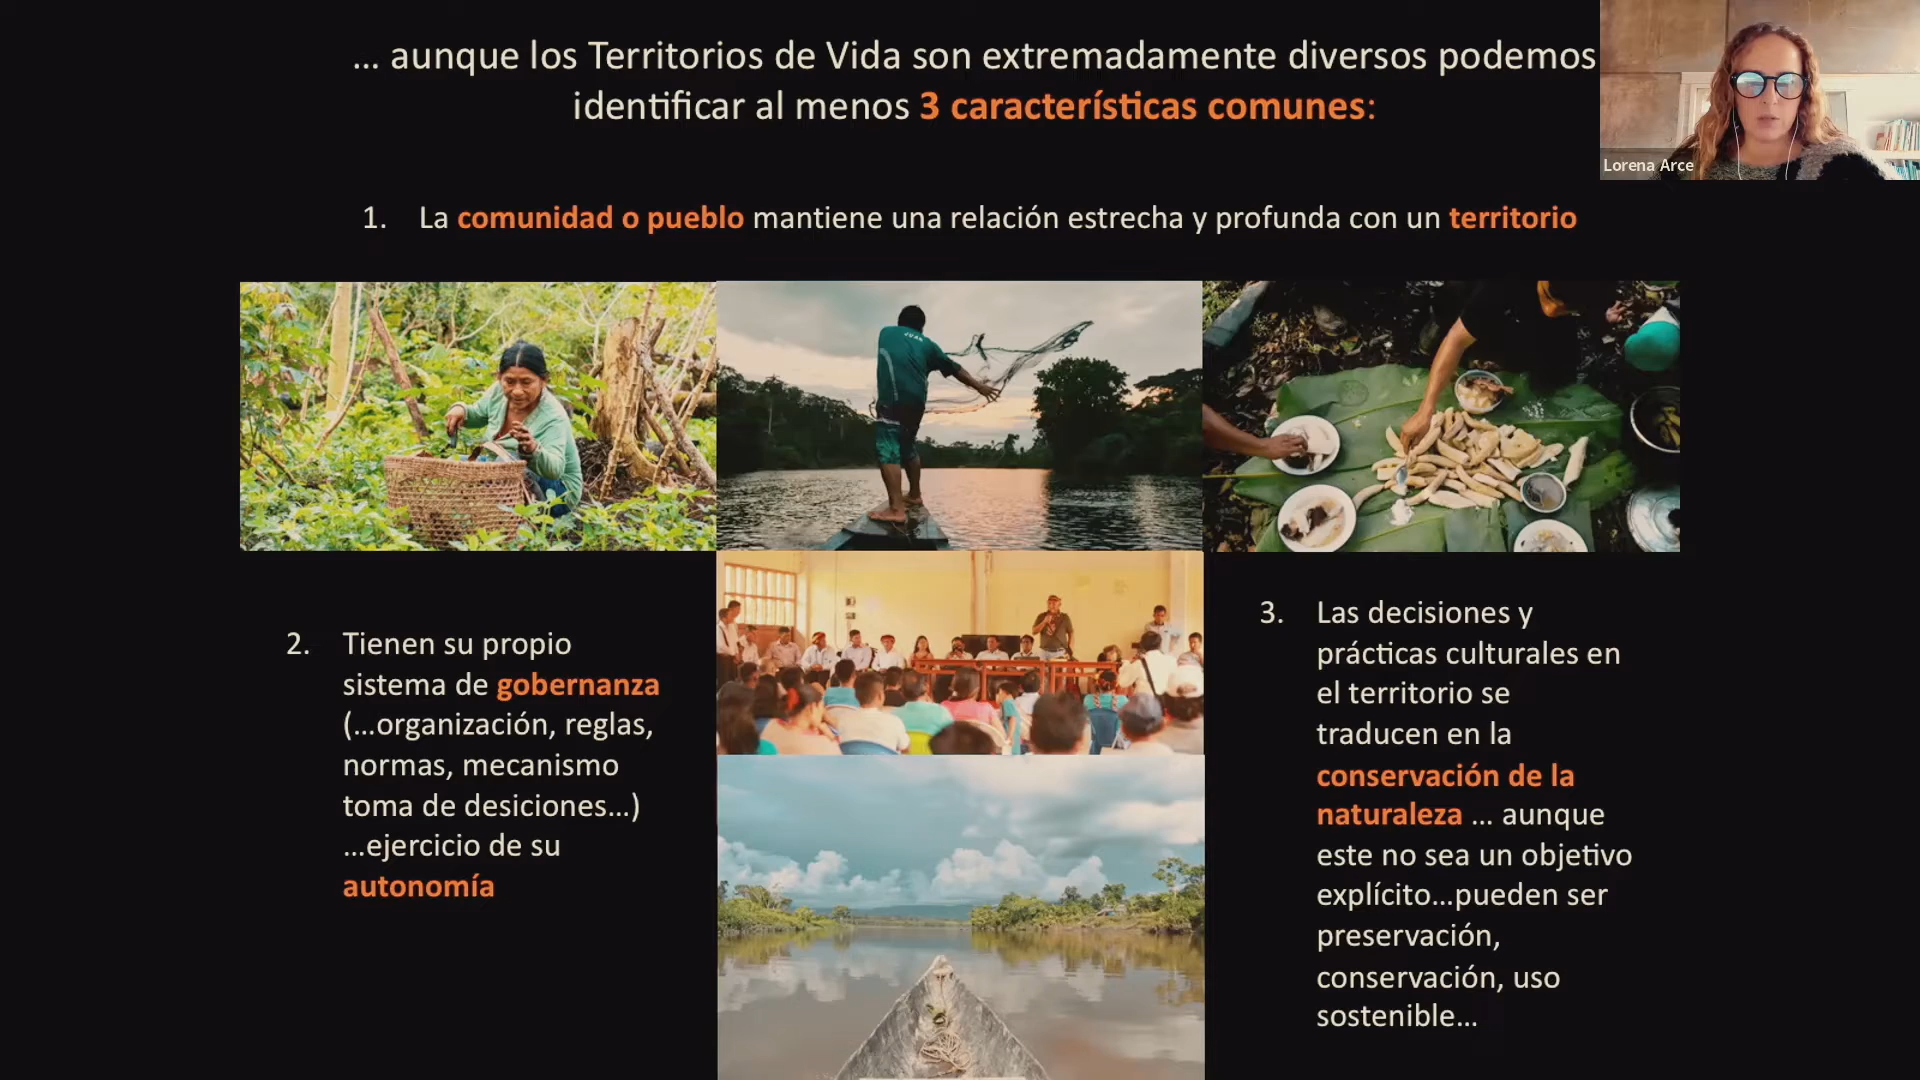 ... aunque los Territorios de Vida son extremadamente diversos podemos
identificar al menos 3 características comunes:
Lorena Arce
1. La comunidad o pueblo mantiene una relación estrecha y profunda con un territorio
2. Tienen su propio
sistema de gobernanza
(...organización, reglas,
normas, mecanismo
toma de desiciones...)
...ejercicio de su
autonomía
3. Las decisiones y
prácticas culturales en
el territorio se
traducen en la
conservación de la
naturaleza ... aunque
este no sea un objetivo
explícito...pueden ser
preservación,
conservación, uso
sostenible...